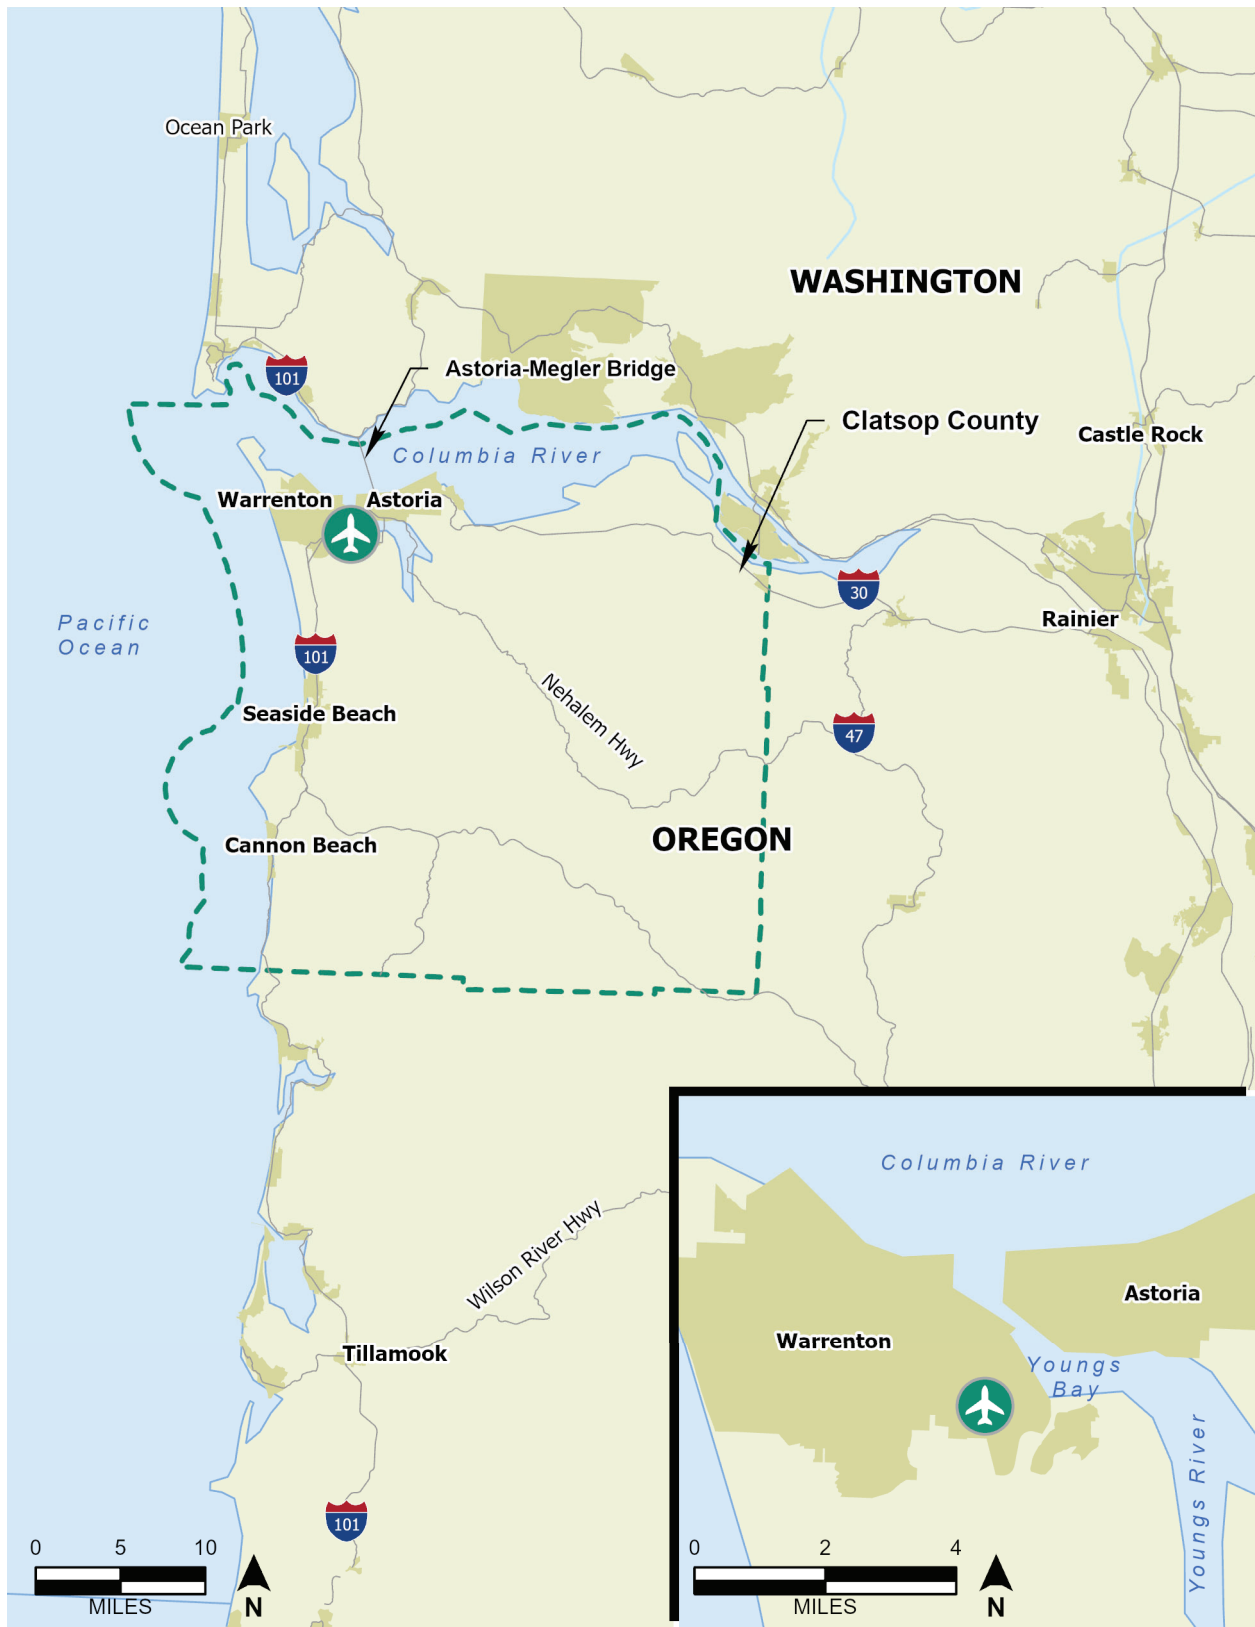 Ocean Park
WASHINGTON
101
Astoria-Megler Bridge
Clatsop County
Castle Rock
Columbia River
Warrenton
Astoria
30
Pacific
Ocean
Rainier
101
Nehalem Hwy
Seaside Beach
47
OREGON
Cannon Beach
Wilson River Hwy
Tillamook
101
0 5 10
MILES
N
Columbia River
Astoria
Warrenton
Youngs
Bay
Youngs River
0 2 4
MILES
N